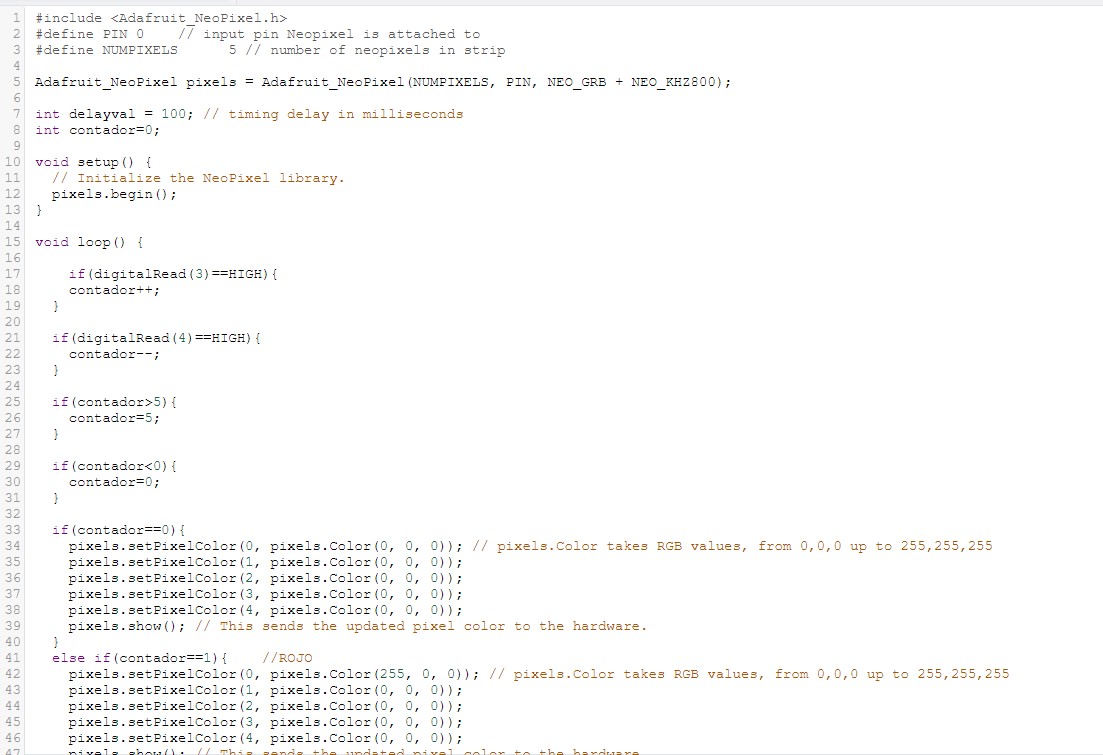 1 #include <Adafruit_NeoPixel.h>
2 #define PIN 0    // input pin Neopixel is attached to
3 #define NUMPIXELS      5 // number of neopixels in strip
4
5 Adafruit_NeoPixel pixels = Adafruit_NeoPixel(NUMPIXELS, PIN, NEO_GRB + NEO_KHZ800);
6
7 int delayval = 100; // timing delay in milliseconds
8 int contador=0;
9
10 void setup() {
11   // Initialize the NeoPixel library.
12   pixels.begin();
13 }
14
15 void loop() {
16
17     if(digitalRead(3)==HIGH){
18     contador++;
19   }
20
21   if(digitalRead(4)==HIGH){
22     contador--;
23   }
24
25   if(contador>5){
26     contador=5;
27   }
28
29   if(contador<0){
30     contador=0;
31   }
32
33   if(contador==0){
34     pixels.setPixelColor(0, pixels.Color(0, 0, 0)); // pixels.Color takes RGB values, from 0,0,0 up to 255,255,255
35     pixels.setPixelColor(1, pixels.Color(0, 0, 0));
36     pixels.setPixelColor(2, pixels.Color(0, 0, 0));
37     pixels.setPixelColor(3, pixels.Color(0, 0, 0));
38     pixels.setPixelColor(4, pixels.Color(0, 0, 0));
39     pixels.show(); // This sends the updated pixel color to the hardware.
40   }
41   else if(contador==1){    //ROJO
42     pixels.setPixelColor(0, pixels.Color(255, 0, 0)); // pixels.Color takes RGB values, from 0,0,0 up to 255,255,255
43     pixels.setPixelColor(1, pixels.Color(0, 0, 0));
44     pixels.setPixelColor(2, pixels.Color(0, 0, 0));
45     pixels.setPixelColor(3, pixels.Color(0, 0, 0));
46     pixels.setPixelColor(4, pixels.Color(0, 0, 0));
47     pixels.show(); // This sends the updated pixel color to the hardware.